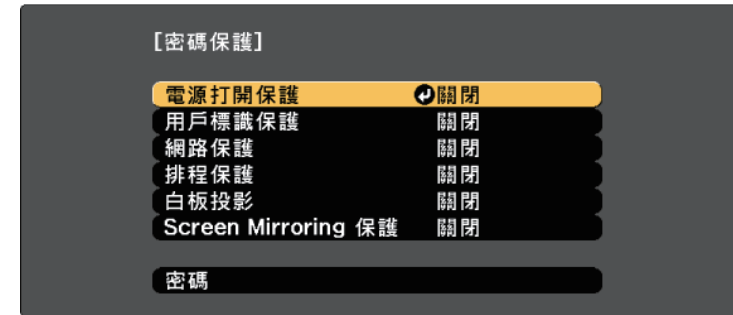 [密碼保護]
電源打開保護 關閉
用戶標識保護 關閉
網路保護 關閉
排程保護 關閉
白板投影 關閉
Screen Mirroring 保護 關閉
密碼